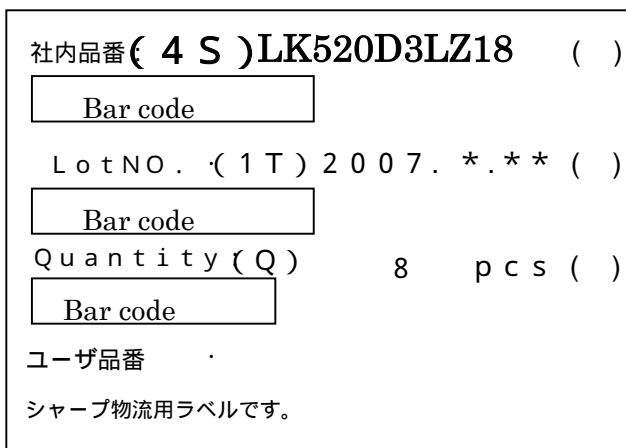 社内品番:(4S)LK520D3LZ18 ( )
Bar code
LotNO.:(1T)2007.*.** ( )
Bar code
Quantity:(Q) 8 pcs( )
Bar code
ユーザ品番 :
シャープ物流用ラベルです。